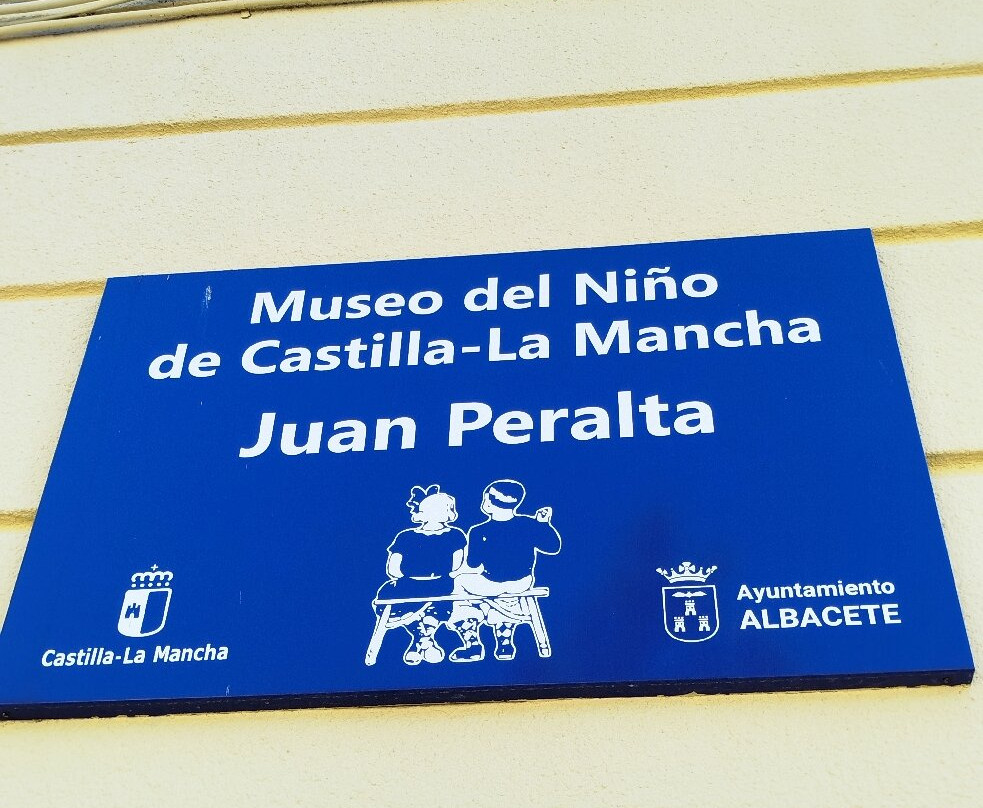 Museo del Niño
de Castilla-La Mancha
Juan Peralta
Castilla-La Mancha
Ayuntamiento
ALBACETE